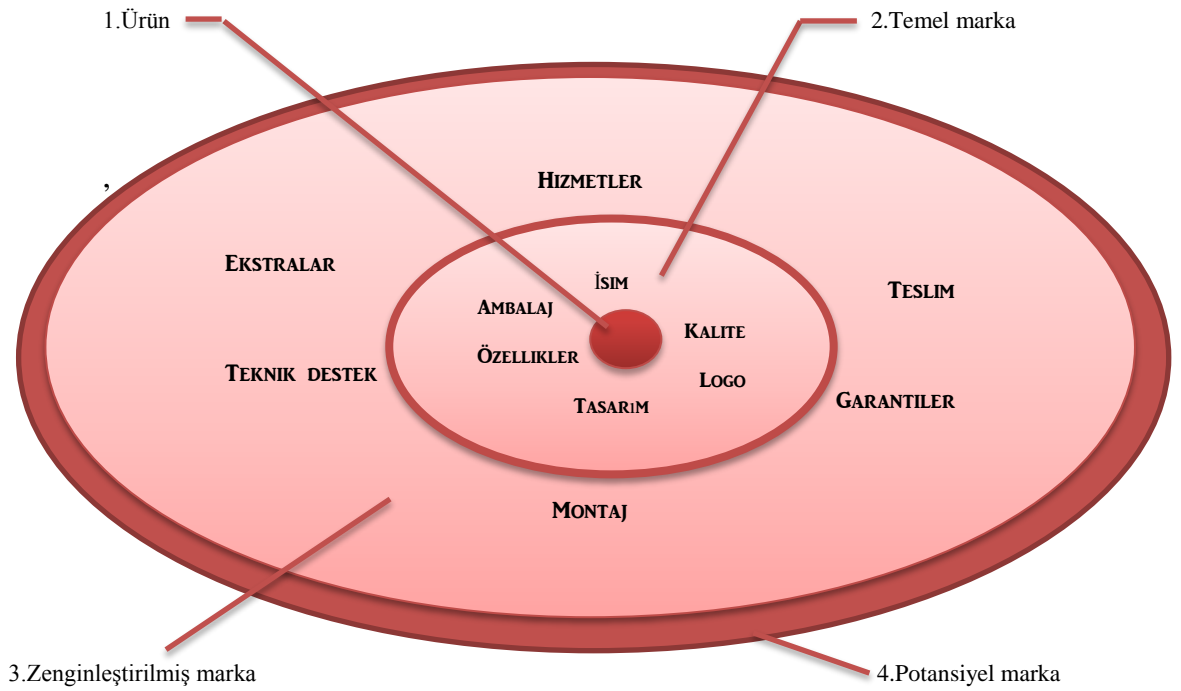 1.Ürün
2.Temel marka
,
HIZMETLER
EKSTRALAR
İSIM
TESLIM
AMBALAJ
KALITE
ÖZELLIKLER
TEKNIK DESTEK
LOGO
TASARıM
GARANTILER
MONTAJ
3.Zenginleştirilmiş marka
4.Potansiyel marka